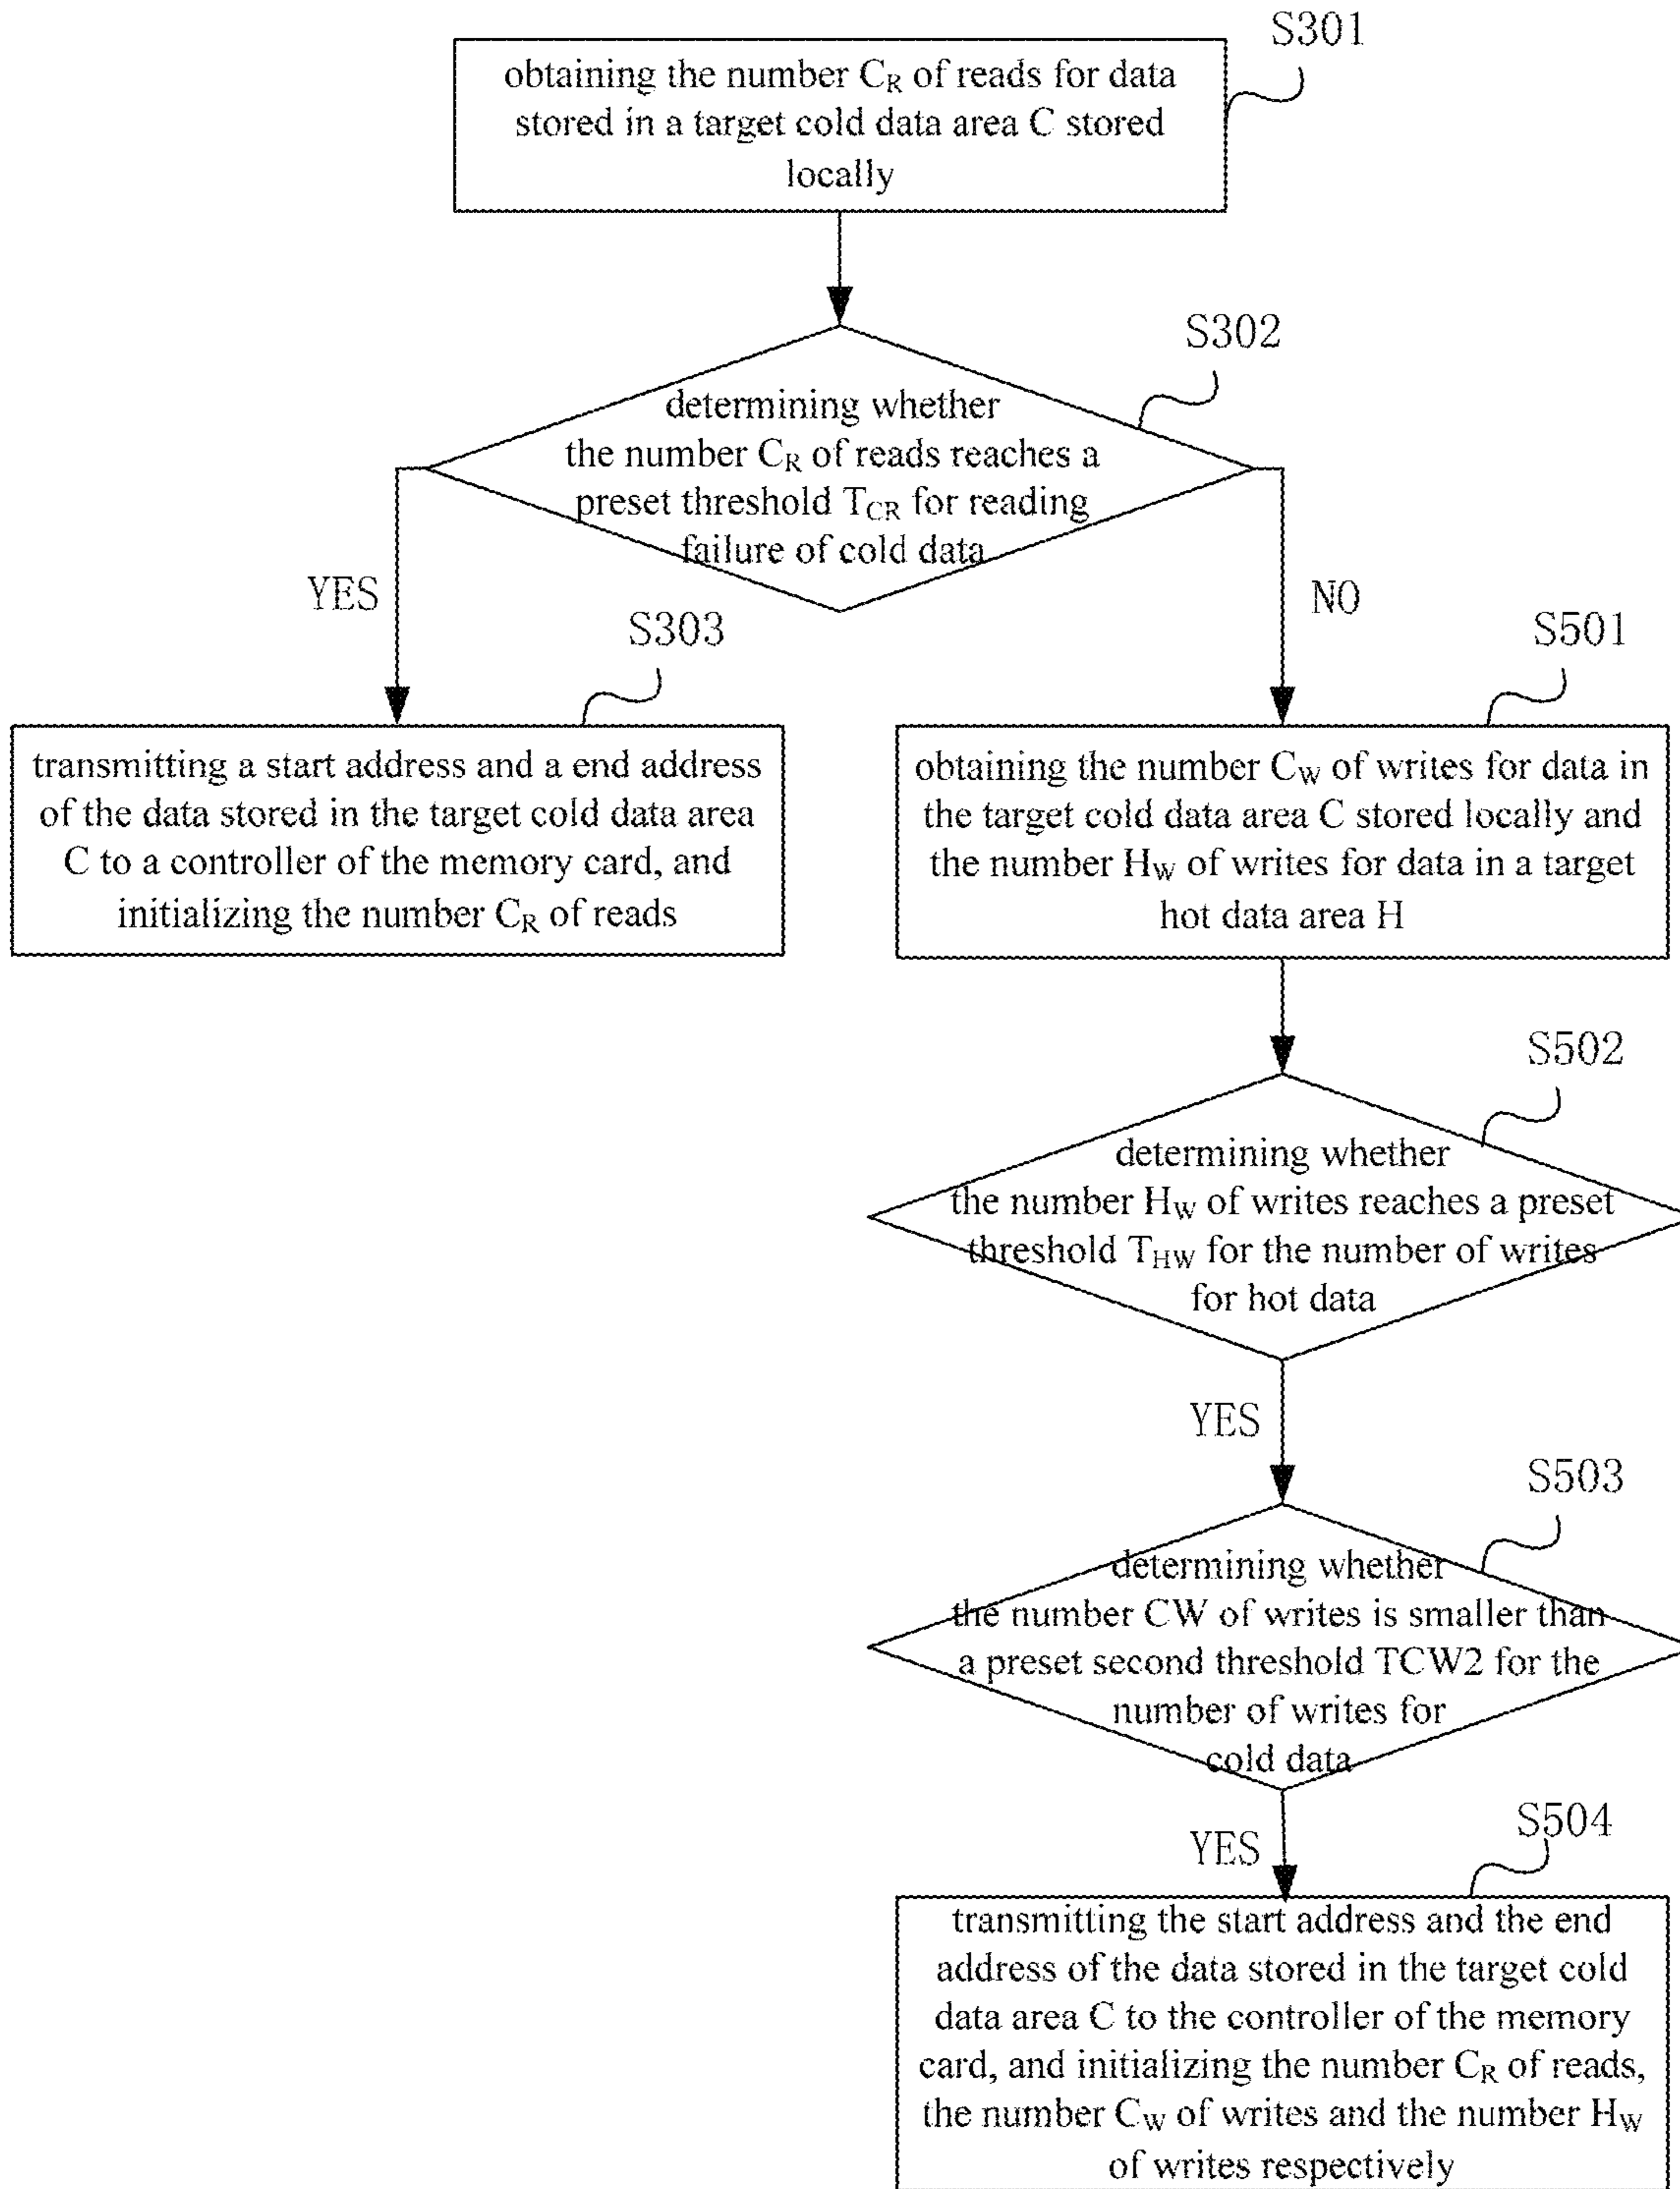 S301
obtaining the number CR of reads for data
stored in a target cold data area C stored
locally
S302
determining whether
the number CR of reads reaches a
preset threshold TCR for reading
failure of cold data
YES
NO
S303
S501
transmitting a start address and a end address
of the data stored in the target cold data area
C to a controller of the memory card, and
initializing the number CR of reads
obtaining the number CW of writes for data in
the target cold data area C stored locally and
the number HW of writes for data in a target
hot data area H
S502
determining whether
the number HW of writes reaches a preset
threshold THW for the number of writes
for hot data
YES
S503
determining whether
the number CW of writes is smaller than
a preset second threshold TCW2 for the
number of writes for
cold data
YES
S504
transmitting the start address and the end
address of the data stored in the target cold
data area C to the controller of the memory
card, and initializing the number CR of reads,
the number CW of writes and the number HW
of writes respectively